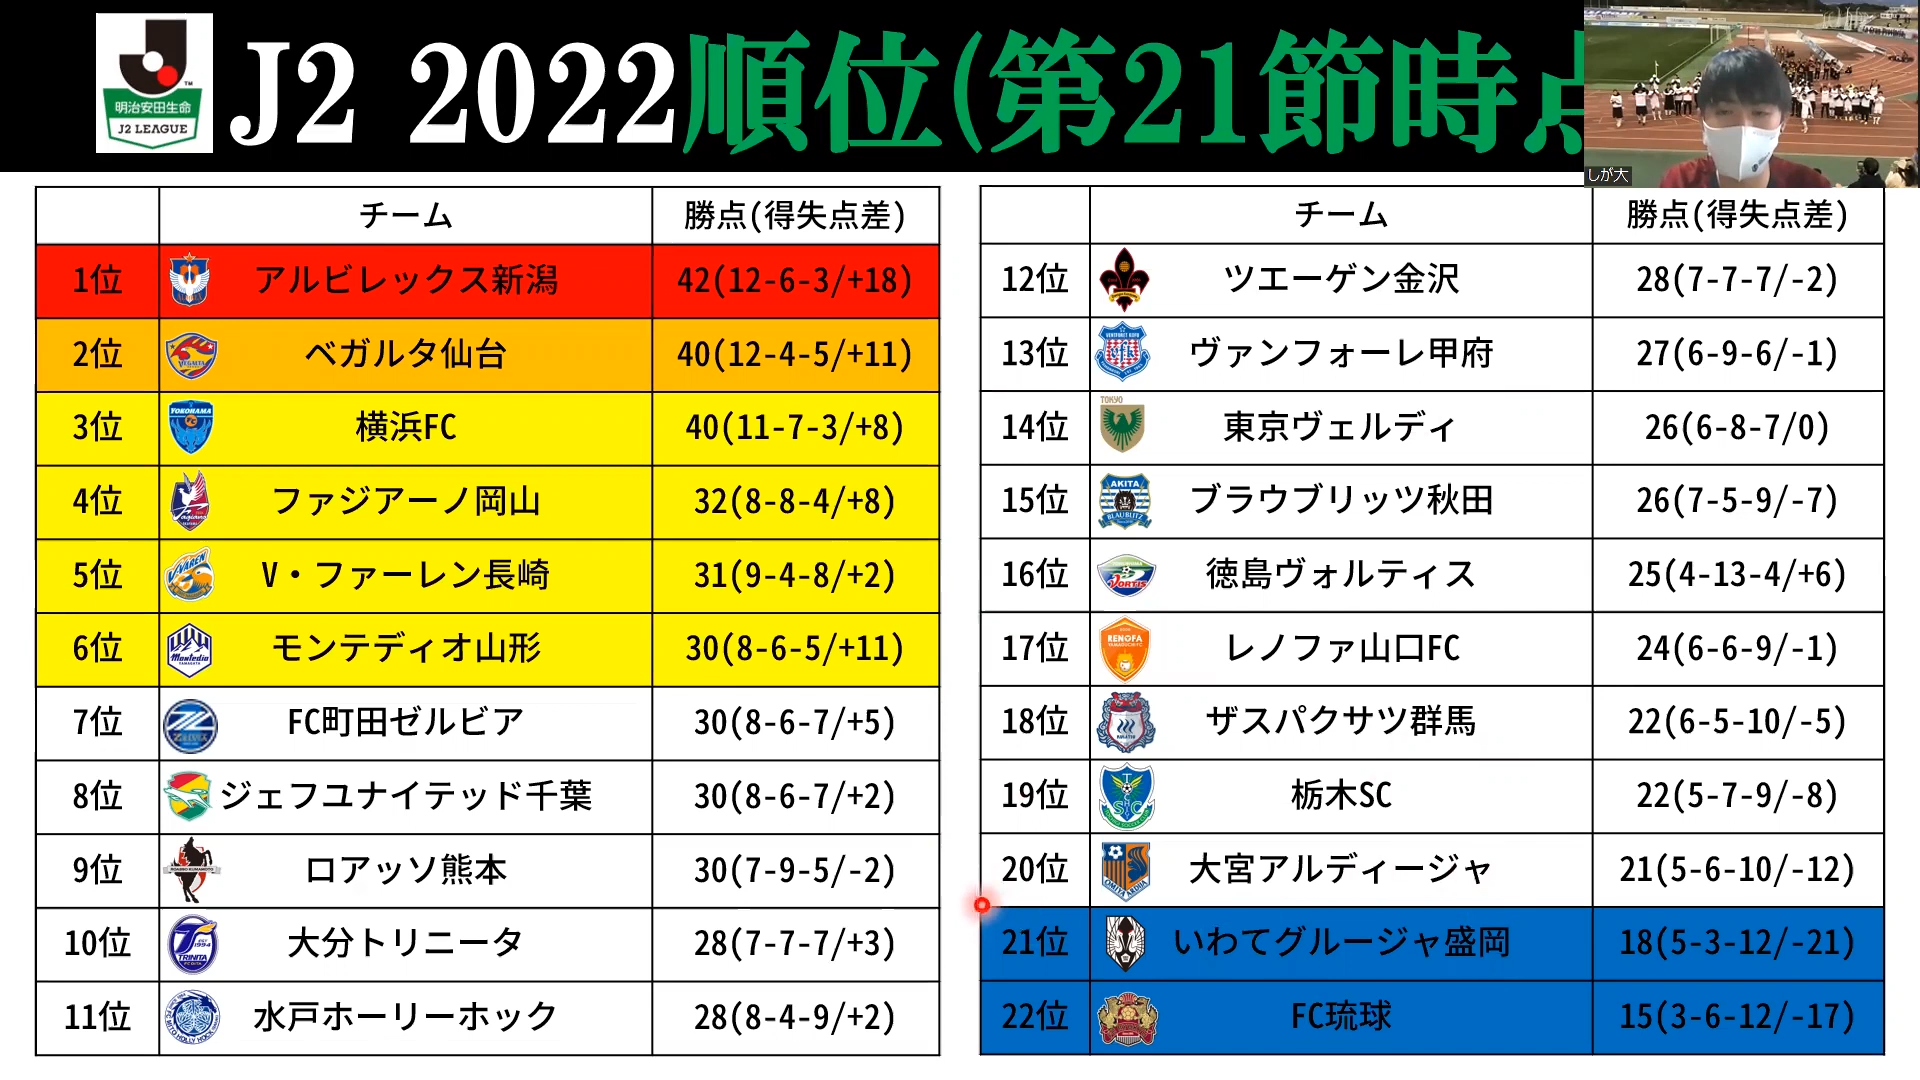 明治安田生命
J2 LEAGUE
J2 2022順位(第21節時点
しが大
チーム 勝点(得失点差)
1位 アルビレックス新潟 42(12-6-3/+18)
2位 ベガルタ仙台 40(12-4-5/+11)
3位 YOKOHAMA 横浜FC 40(11-7-3/+8)
4位 ファジアーノ岡山 32(8-8-4/+8)
5位 V・ファーレン長崎 31(9-4-8/+2)
6位 Montedio モンテディオ山形 30(8-6-5/+11)
7位 FC町田ゼルビア 30(8-6-7/+5)
8位 ジェフユナイテッド千葉 30(8-6-7/+2)
9位 ロアッソ熊本 30(7-9-5/-2)
10位 TRINITA 大分トリニータ 28(7-7-7/+3)
11位 水戸ホーリーホック 28(8-4-9/+2)
チーム 勝点(得失点差)
12位 ツエーゲン金沢 28(7-7-7/-2)
13位 ヴァンフォーレ甲府 27(6-9-6/-1)
14位 TOKYO 東京ヴェルディ 26(6-8-7/0)
15位 AKITA BLAUBLITZ ブラウブリッツ秋田 26(7-5-9/-7)
16位 VORTIS 徳島ヴォルティス 25(4-13-4/+6)
17位 RENOFA レノファ山口FC 24(6-6-9/-1)
18位 ザスパクサツ群馬 22(6-5-10/-5)
19位 TSC 栃木SC 22(5-7-9/-8)
20位 大宮アルディージャ 21(5-6-10/-12)
21位 いわてグルージャ盛岡 18(5-3-12/-21)
22位 FC琉球 15(3-6-12/-17)